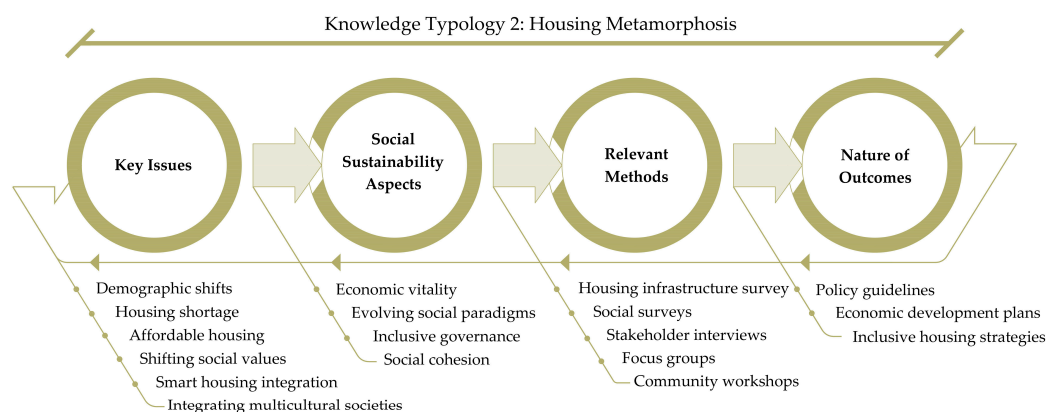 Knowledge Typology 2: Housing Metamorphosis
Key Issues
Social
Sustainability
Aspects
Relevant
Methods
Nature of
Outcomes
Demographic shifts
Housing shortage
Affordable housing
Shifting social values
Smart housing integration
Integrating multicultural societies
Economic vitality
Evolving social paradigms
Inclusive governance
Social cohesion
Housing infrastructure survey
Social surveys
Stakeholder interviews
Focus groups
Community workshops
Policy guidelines
Economic development plans
Inclusive housing strategies